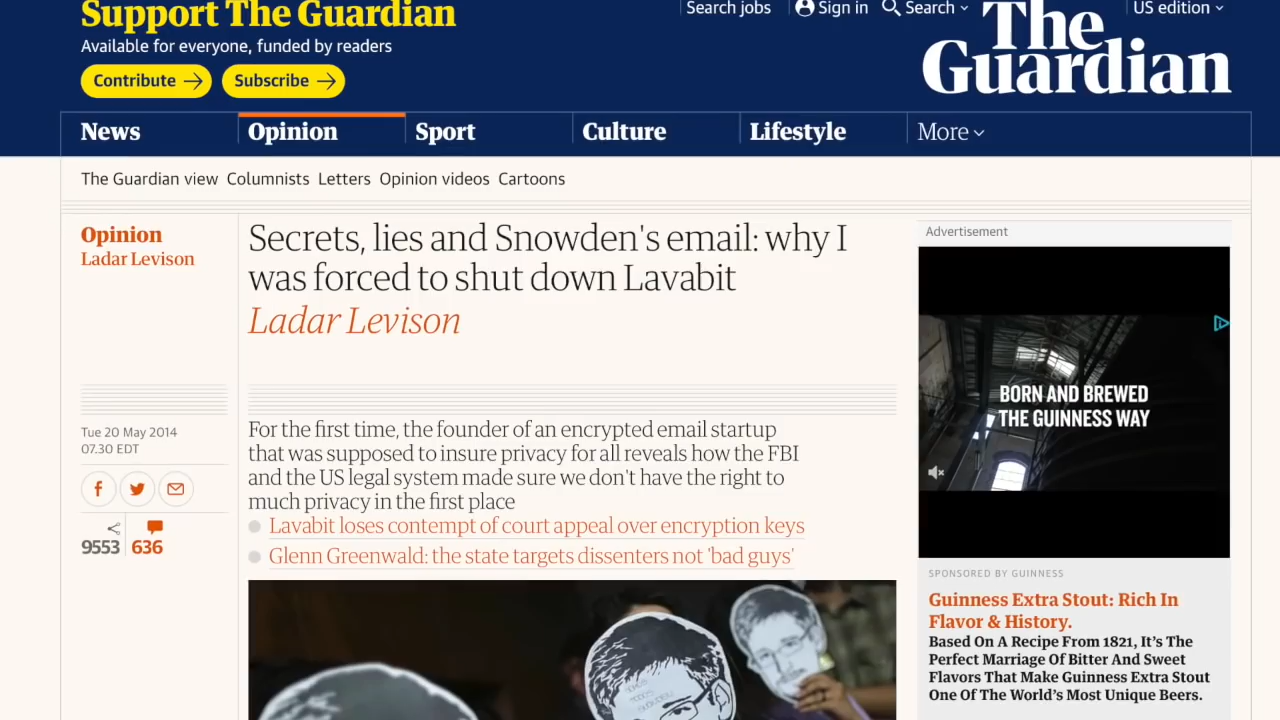 Support The Guardian
Available for everyone, funded by readers
Contribute →
Subscribe →
Search jobs
Sign in
Search
US edition
The
Guardian
News
Opinion
Sport
Culture
Lifestyle
More
The Guardian view
Columnists
Letters
Opinion videos
Cartoons
Opinion
Ladar Levison
Secrets, lies and Snowden's email: why I
was forced to shut down Lavabit
Ladar Levison
Tue 20 May 2014
07.30 EDT
9553
636
For the first time, the founder of an encrypted email startup
that was supposed to insure privacy for all reveals how the FBI
and the US legal system made sure we don't have the right to
much privacy in the first place
Lavabit loses contempt of court appeal over encryption keys
Glenn Greenwald: the state targets dissenters not 'bad guys'
Advertisement
BORN AND BREWED
THE GUINNESS WAY
SPONSORED BY GUINNESS
Guinness Extra Stout: Rich In
Flavor & History.
Based On A Recipe From 1821, It's The
Perfect Marriage Of Bitter And Sweet
Flavors That Make Guinness Extra Stout
One Of The World's Most Unique Beers.